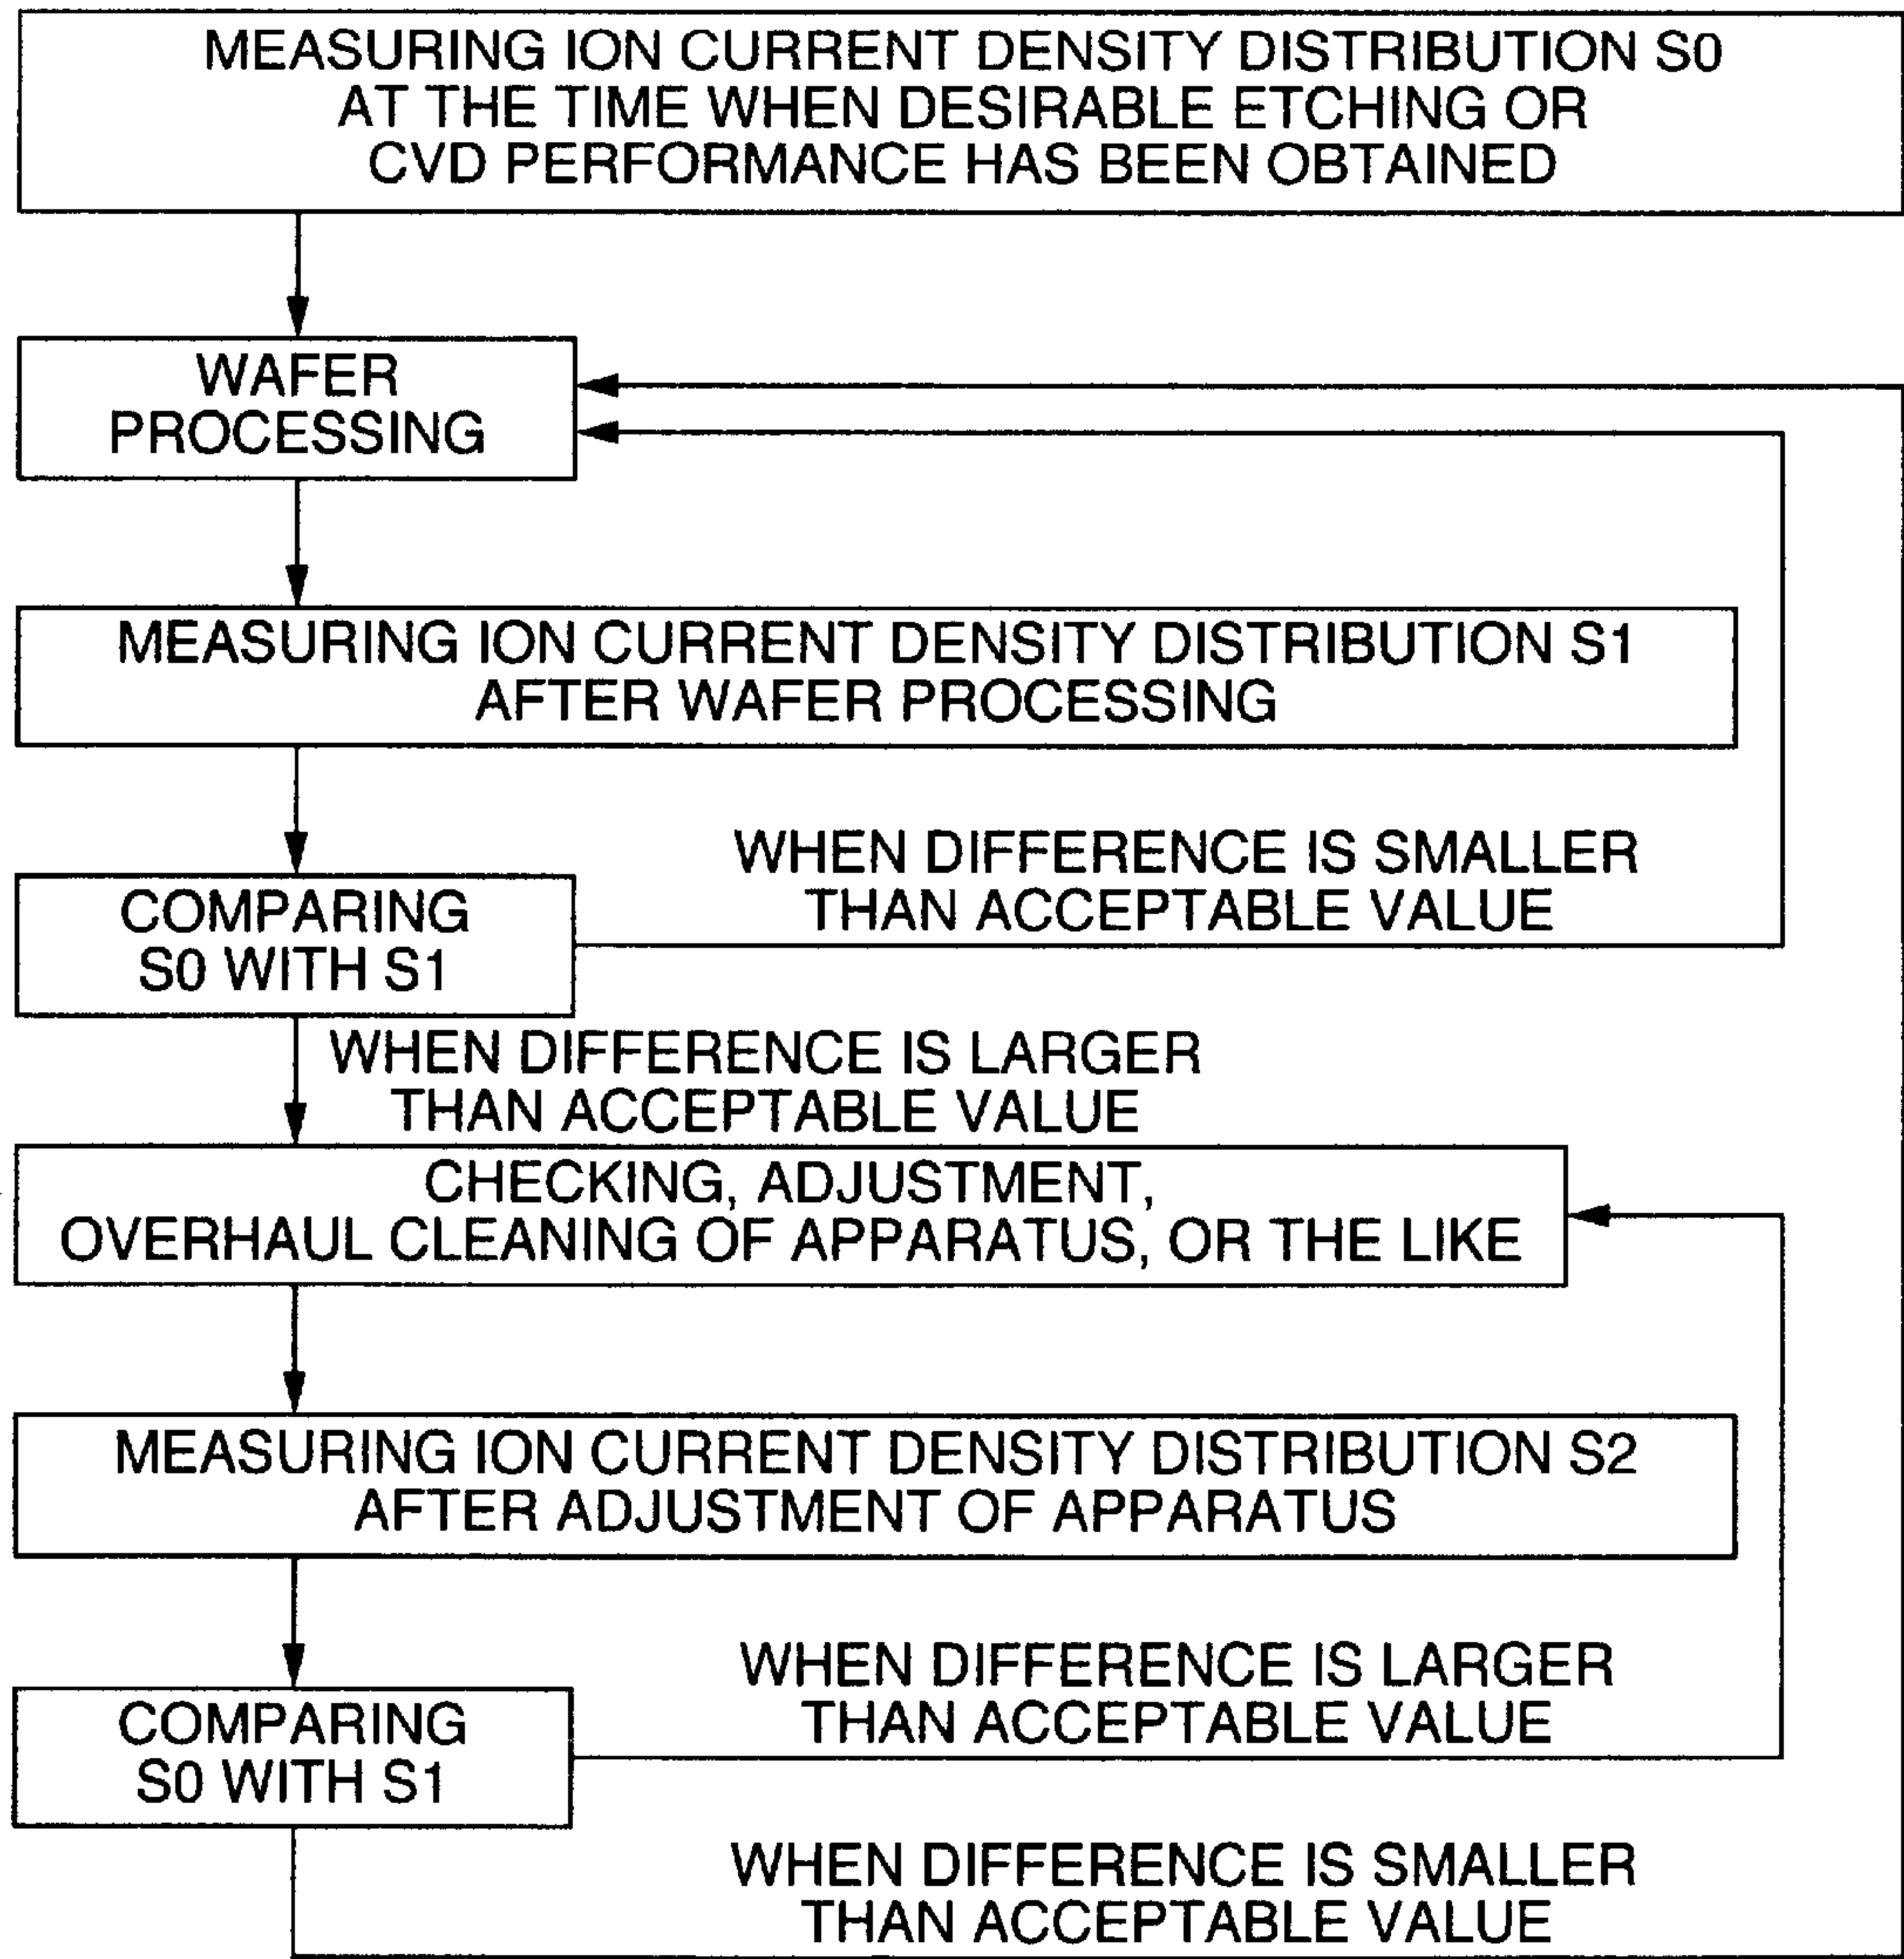 MEASURING ION CURRENT DENSITY DISTRIBUTION S0
AT THE TIME WHEN DESIRABLE ETCHING OR
CVD PERFORMANCE HAS BEEN OBTAINED
WAFER
PROCESSING
MEASURING ION CURRENT DENSITY DISTRIBUTION S1
AFTER WAFER PROCESSING
WHEN DIFFERENCE IS SMALLER
THAN ACCEPTABLE VALUE
COMPARING
S0 WITH S1
WHEN DIFFERENCE IS LARGER
THAN ACCEPTABLE VALUE
CHECKING, ADJUSTMENT,
OVERHAUL CLEANING OF APPARATUS, OR THE LIKE
MEASURING ION CURRENT DENSITY DISTRIBUTION S2
AFTER ADJUSTMENT OF APPARATUS
WHEN DIFFERENCE IS LARGER
THAN ACCEPTABLE VALUE
COMPARING
S0 WITH S1
WHEN DIFFERENCE IS SMALLER
THAN ACCEPTABLE VALUE